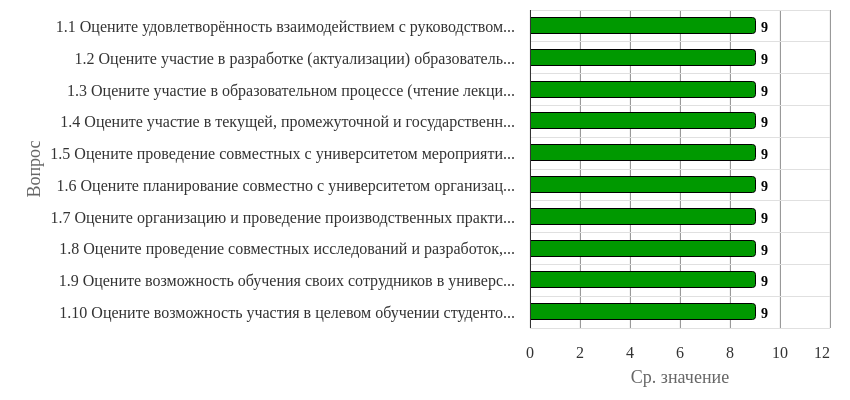 1.1 Оцените удовлетворённость взаимодействием с руководством... 9
1.2 Оцените участие в разработке (актуализации) образователь... 9
1.3 Оцените участие в образовательном процессе (чтение лекци... 9
1.4 Оцените участие в текущей, промежуточной и государственн... 9
1.5 Оцените проведение совместных с университетом мероприяти... 9
1.6 Оцените планирование совместно с университетом организац... 9
1.7 Оцените организацию и проведение производственных практи... 9
1.8 Оцените проведение совместных исследований и разработок,... 9
1.9 Оцените возможность обучения своих сотрудников в универс... 9
1.10 Оцените возможность участия в целевом обучении студенто... 9
Вопрос
0 2 4 6 8 10 12
Ср. значение